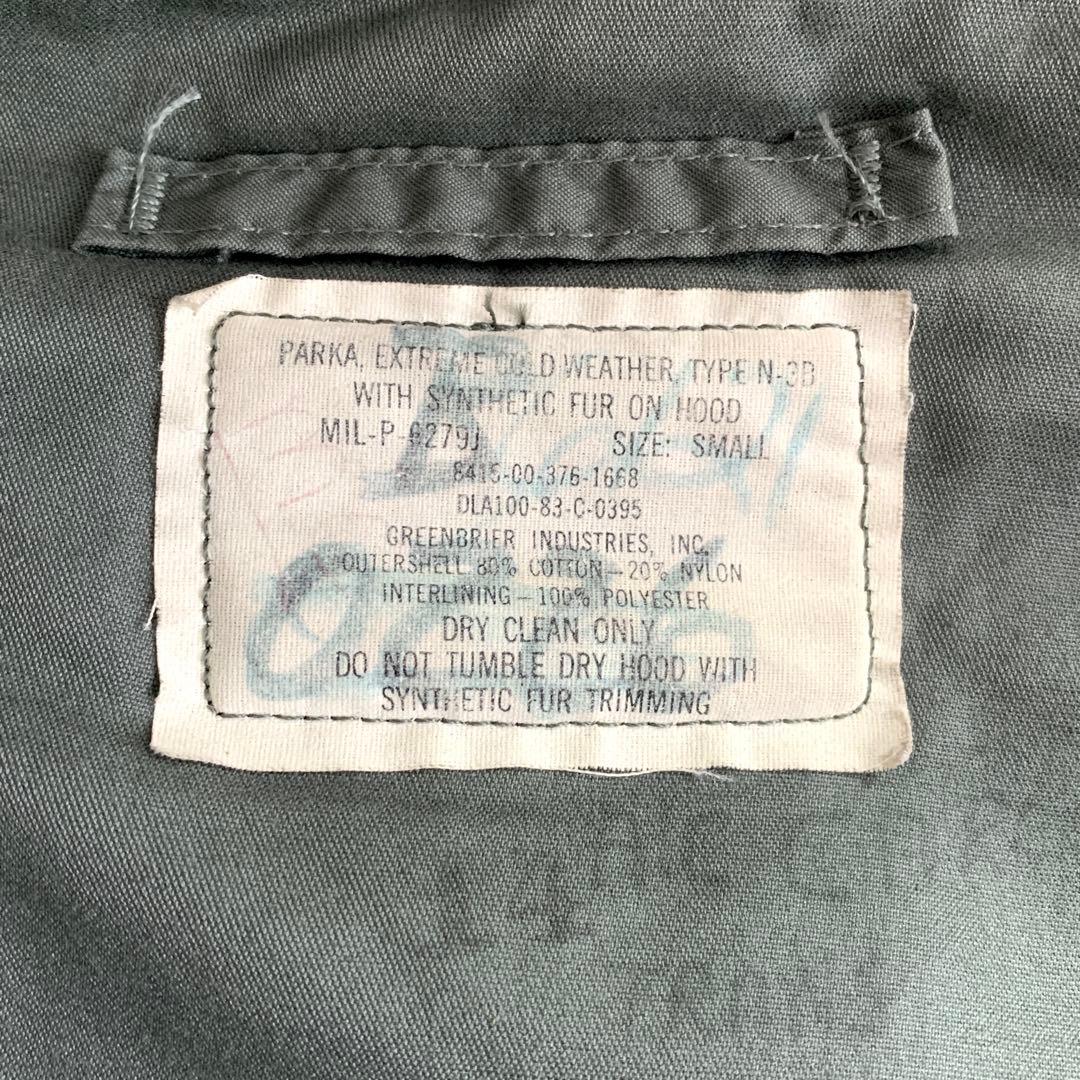 PARKA, EXTREME COLD WEATHER, TYPE N-3B
WITH SYNTHETIC FUR ON HOOD
MIL-P-6279J SIZE: SMALL
8415-00-376-1668
DLA100-83-C-0395
GREENBRIER INDUSTRIES, INC.
OUTERSHELL 80% COTTON-20% NYLON
INTERLINING-100% POLYESTER
DRY CLEAN ONLY
DO NOT TUMBLE DRY HOOD WITH
SYNTHETIC FUR TRIMMING